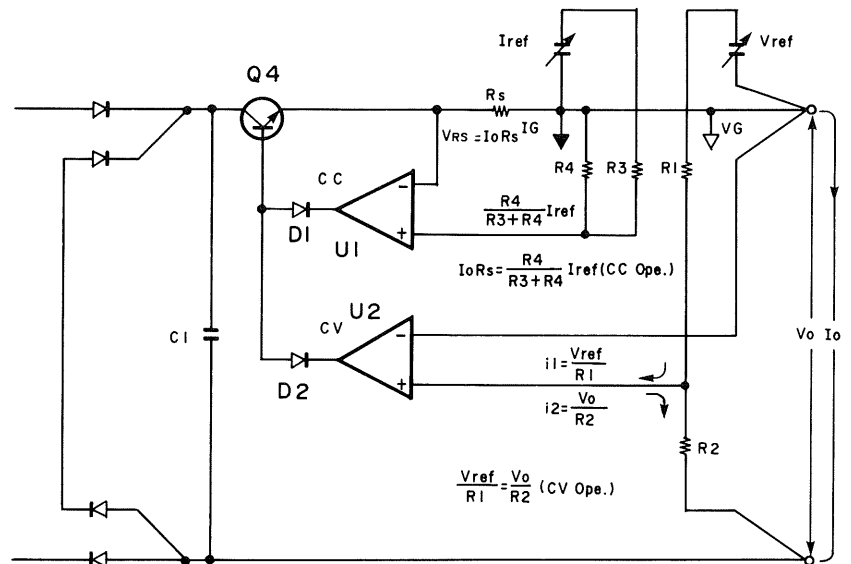 Iref
Vref
Q4
Rs
IG
VG
VRS =IoRs
R4
R3
R1
CC
R4
R3+R4
Iref
D1
U1
IoRs= R4 Iref(CC Ope.)
R3+R4
U2
CV
C1
Vo
Io
i1= Vref
R1
D2
i2= Vo
R2
R2
Vref = Vo (CV Ope.)
R1 R2